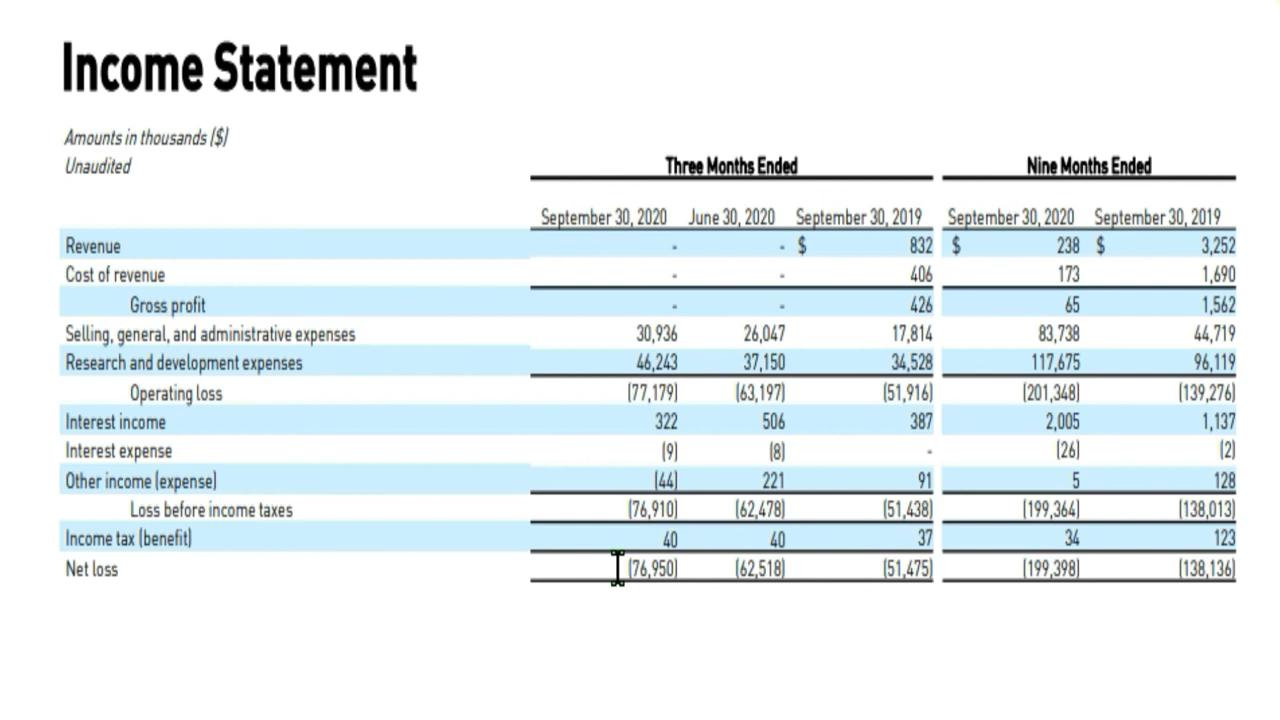 Income Statement
Amounts in thousands ($)
Unaudited Three Months Ended Nine Months Ended
September 30, 2020 June 30, 2020 September 30, 2019 September 30, 2020 September 30, 2019
Revenue - - $ 832 $ 238 $ 3,252
Cost of revenue - - 406 173 1,690
Gross profit - - 426 65 1,562
Selling, general, and administrative expenses 30,936 26,047 17,814 83,738 44,719
Research and development expenses 46,243 37,150 34,528 117,675 96,119
Operating loss (77,179) (63,197) (51,916) (201,348) (139,276)
Interest income 322 506 387 2,005 1,137
Interest expense (9) (8) - (26) (2)
Other income (expense) (44) 221 91 5 128
Loss before income taxes (76,910) (62,478) (51,438) (199,364) (138,013)
Income tax (benefit) 40 40 37 34 123
Net loss (76,950) (62,518) (51,475) (199,398) (138,136)